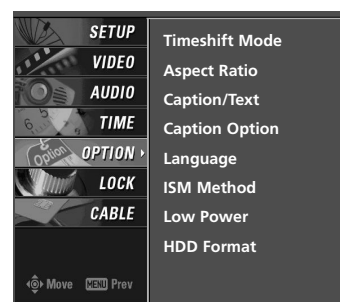 SETUP
VIDEO
AUDIO
TIME
OPTION
LOCK
CABLE
Move MENU Prev
Timeshift Mode
Aspect Ratio
Caption/Text
Caption Option
Language
ISM Method
Low Power
HDD Format